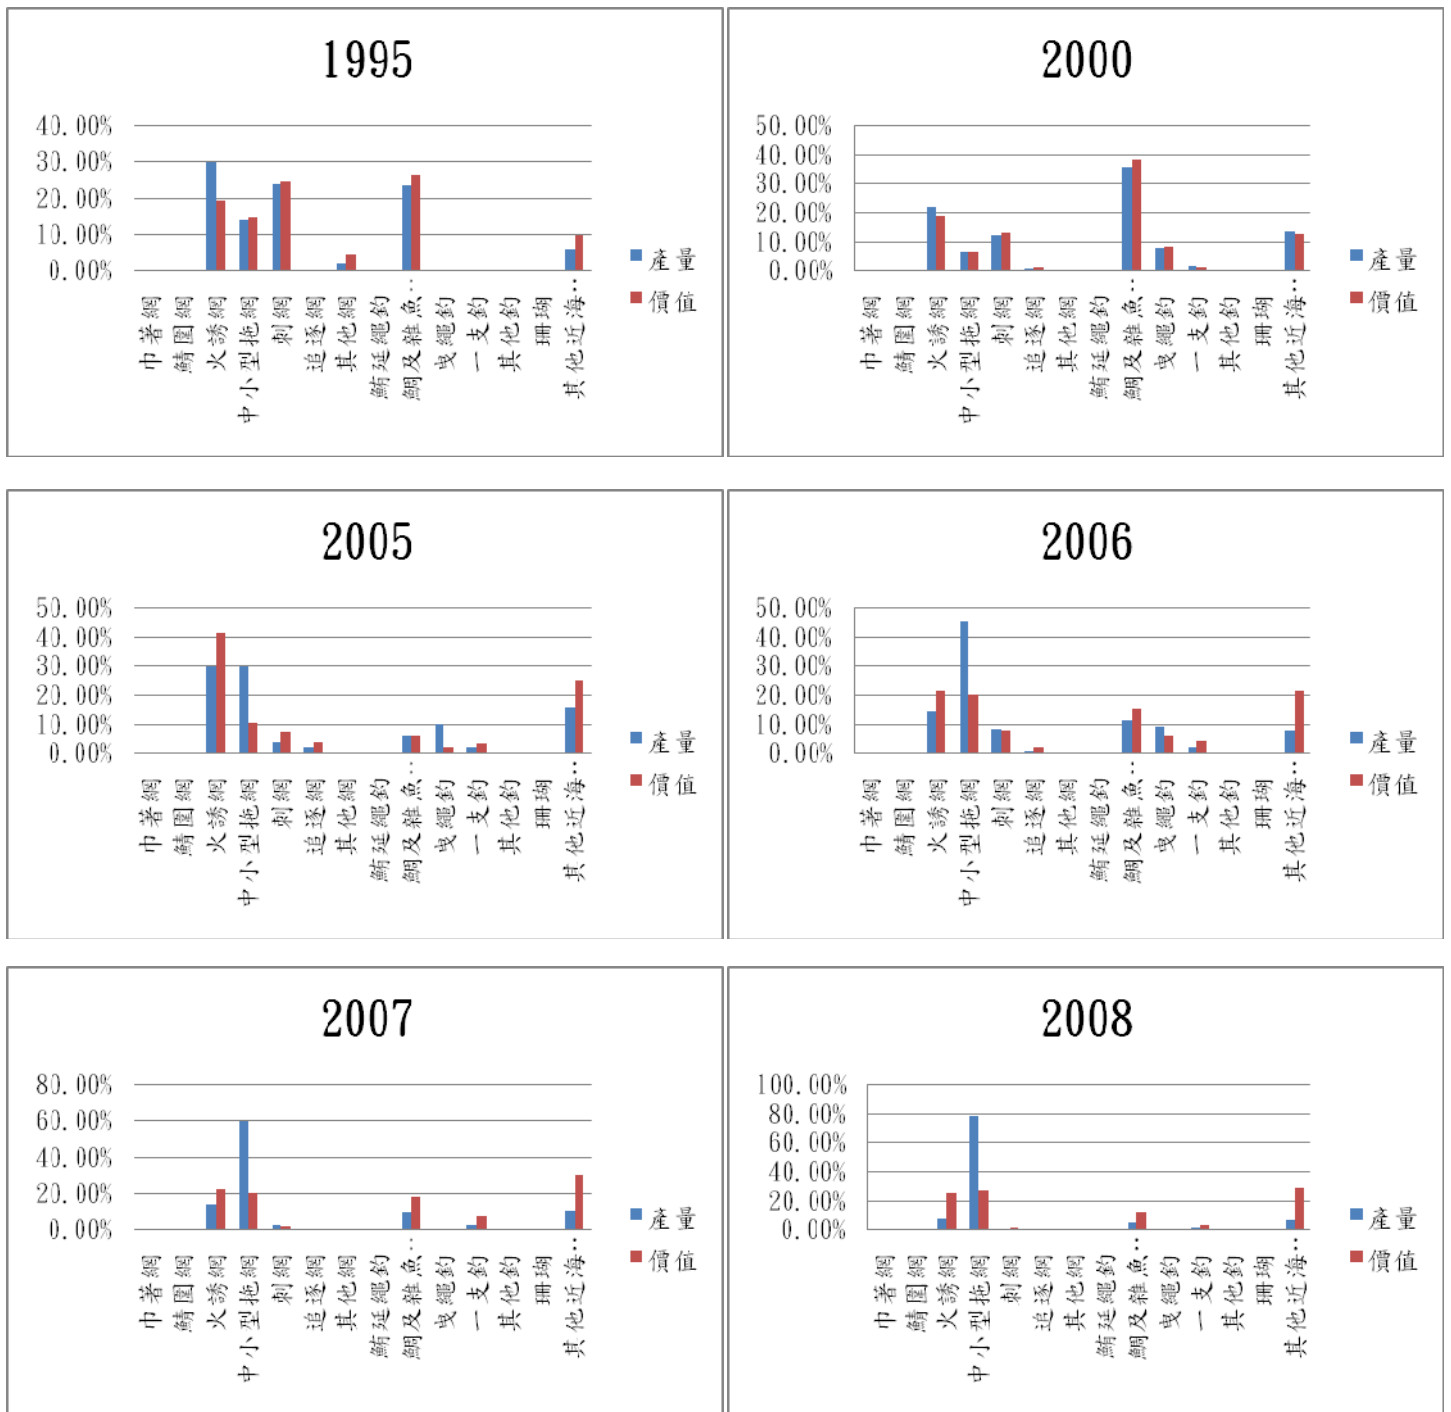 1995
40.00%
30.00%
20.00%
10.00%
0.00%
巾著網
鯖圍網
火誘網
中小型拖網
刺網
追逐網
其他網
鮪延繩釣
鯛及雜魚…
曳繩釣
一支釣
其他釣
珊瑚
其他近海…
產量
價值
2000
50.00%
40.00%
30.00%
20.00%
10.00%
0.00%
巾著網
鯖圍網
火誘網
中小型拖網
刺網
追逐網
其他網
鮪延繩釣
鯛及雜魚…
曳繩釣
一支釣
其他釣
珊瑚
其他近海…
產量
價值
2005
50.00%
40.00%
30.00%
20.00%
10.00%
0.00%
巾著網
鯖圍網
火誘網
中小型拖網
刺網
追逐網
其他網
鮪延繩釣
鯛及雜魚…
曳繩釣
一支釣
其他釣
珊瑚
其他近海…
產量
價值
2006
50.00%
40.00%
30.00%
20.00%
10.00%
0.00%
巾著網
鯖圍網
火誘網
中小型拖網
刺網
追逐網
其他網
鮪延繩釣
鯛及雜魚…
曳繩釣
一支釣
其他釣
珊瑚
其他近海…
產量
價值
2007
80.00%
60.00%
40.00%
20.00%
0.00%
巾著網
鯖圍網
火誘網
中小型拖網
刺網
追逐網
其他網
鮪延繩釣
鯛及雜魚…
曳繩釣
一支釣
其他釣
珊瑚
其他近海…
產量
價值
2008
100.00%
80.00%
60.00%
40.00%
20.00%
0.00%
巾著網
鯖圍網
火誘網
中小型拖網
刺網
追逐網
其他網
鮪延繩釣
鯛及雜魚…
曳繩釣
一支釣
其他釣
珊瑚
其他近海…
產量
價值